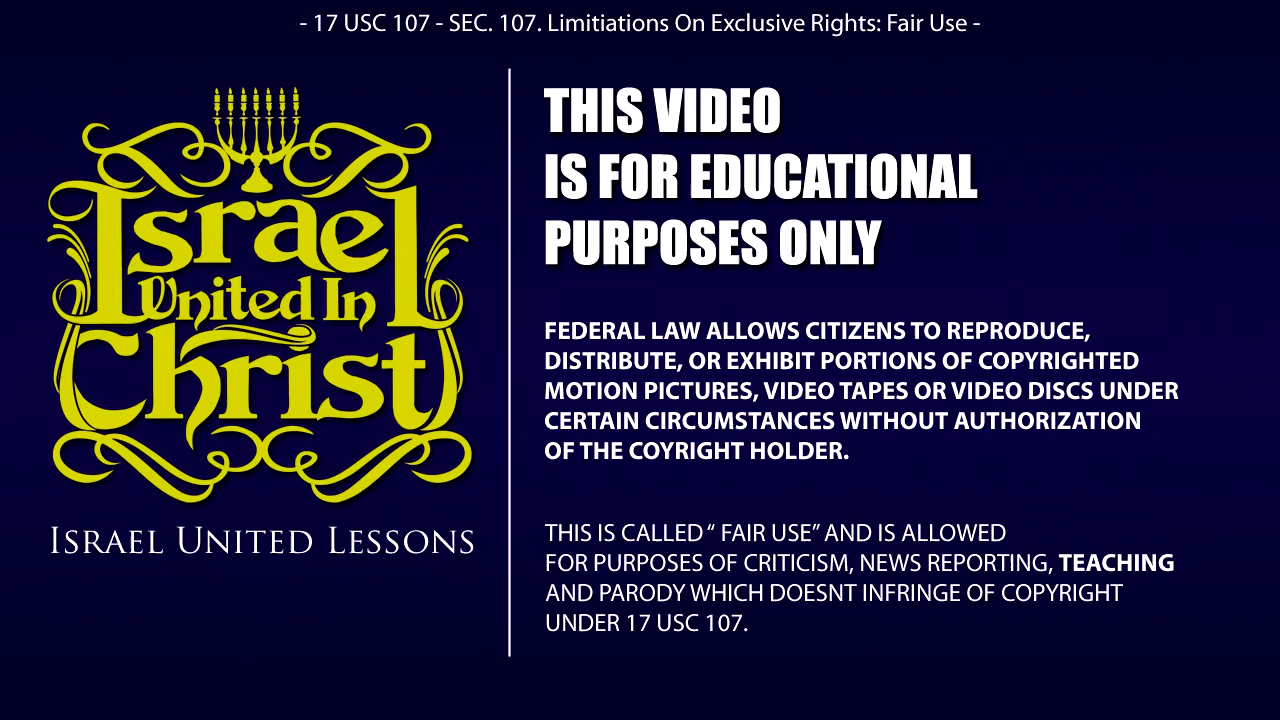 - 17 USC 107 - SEC. 107. Limitiations On Exclusive Rights: Fair Use -
Israel
United In
Christ
ISRAEL UNITED LESSONS
THIS VIDEO
IS FOR EDUCATIONAL
PURPOSES ONLY
FEDERAL LAW ALLOWS CITIZENS TO REPRODUCE,
DISTRIBUTE, OR EXHIBIT PORTIONS OF COPYRIGHTED
MOTION PICTURES, VIDEO TAPES OR VIDEO DISCS UNDER
CERTAIN CIRCUMSTANCES WITHOUT AUTHORIZATION
OF THE COYRIGHT HOLDER.
THIS IS CALLED “ FAIR USE” AND IS ALLOWED
FOR PURPOSES OF CRITICISM, NEWS REPORTING, TEACHING
AND PARODY WHICH DOESNT INFRINGE OF COPYRIGHT
UNDER 17 USC 107.